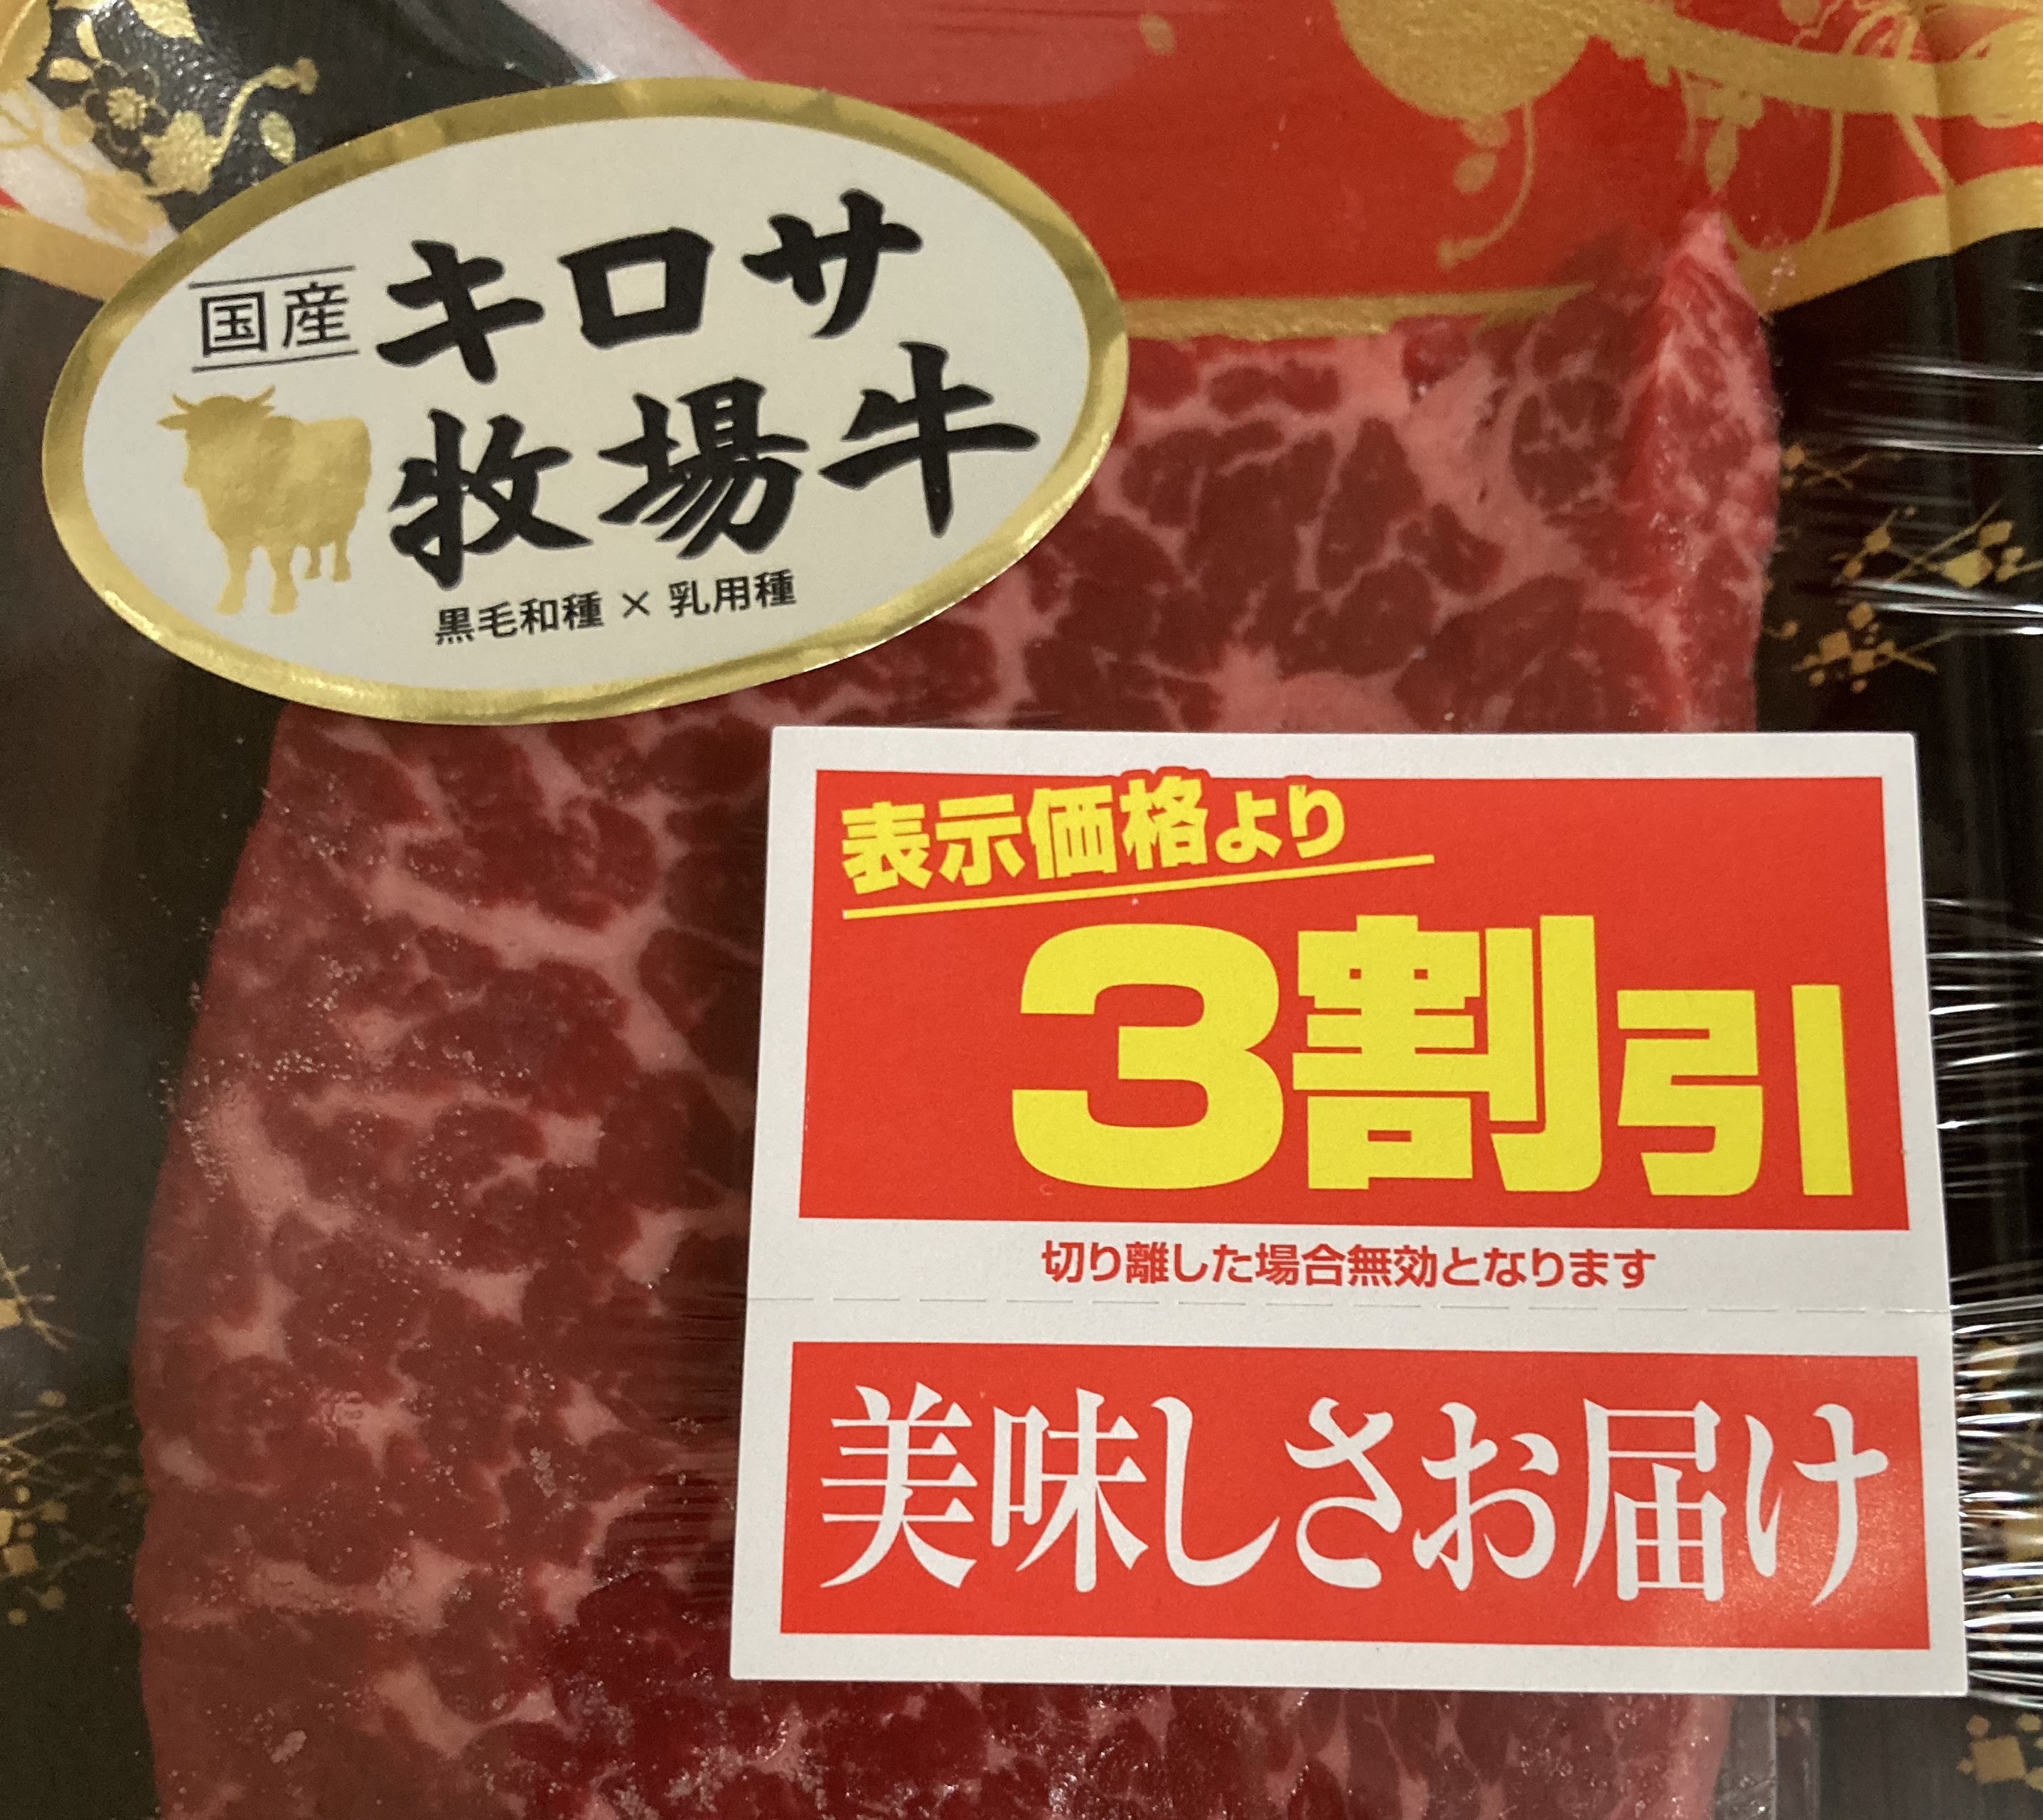 国産
キロサ
牧場牛
黒毛和種 × 乳用種
表示価格より
3割引
切り離した場合無効となります
美味しさお届け